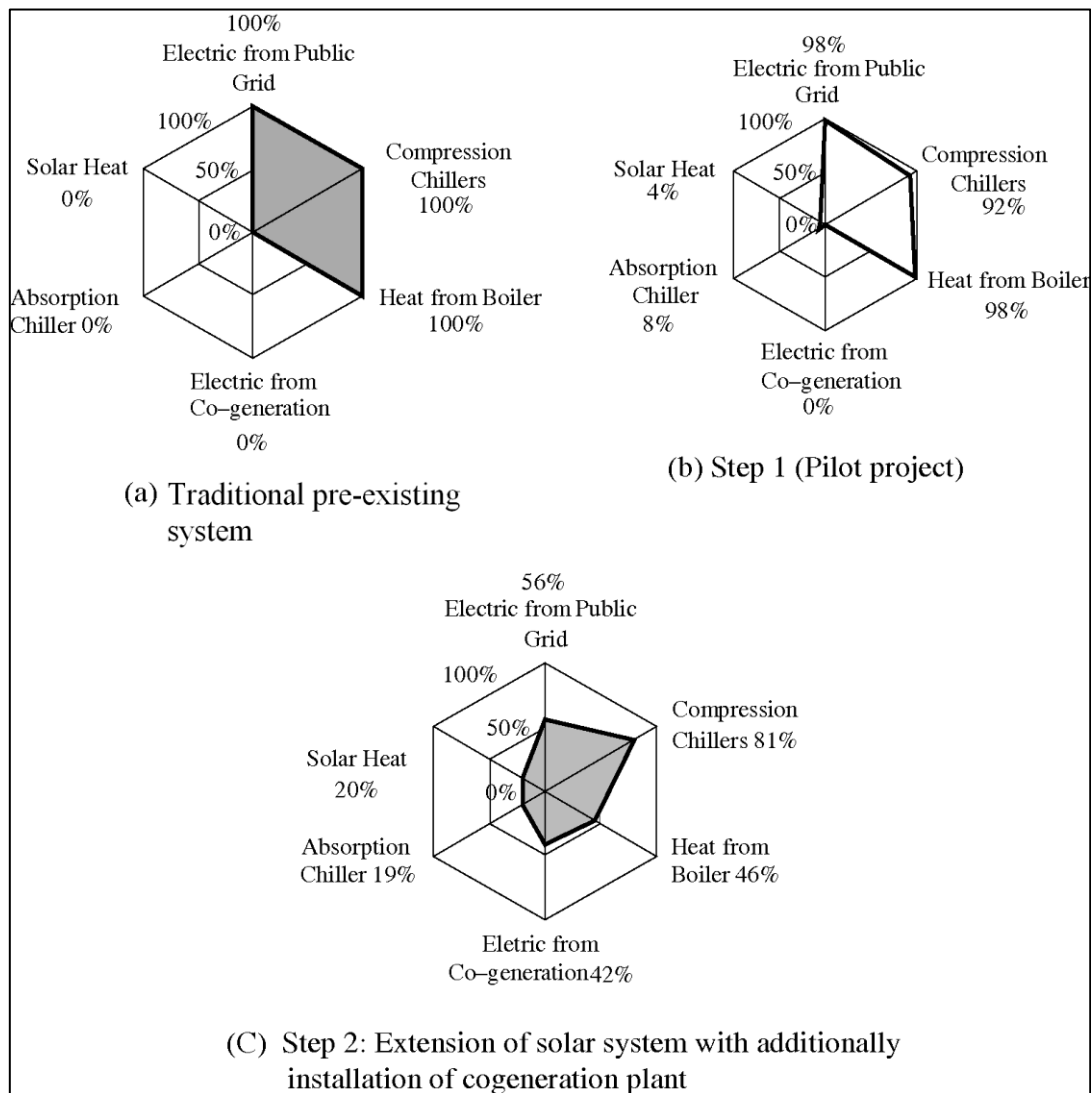 100%
Electric from Public
Grid
100%
Solar Heat
0%
50%
0%
Compression
Chillers
100%
Absorption
Chiller 0%
Heat from Boiler
100%
Electric from
Co–generation
0%
(a) Traditional pre-existing
system
98%
Electric from Public
Grid
100%
Solar Heat
4%
50%
0%
Compression
Chillers
92%
Absorption
Chiller
8%
Heat from Boiler
98%
Electric from
Co–generation
0%
(b) Step 1 (Pilot project)
56%
Electric from Public
Grid
100%
50%
0%
Compression
Chillers 81%
Solar Heat
20%
Absorption
Chiller 19%
Heat from
Boiler 46%
Eletric from
Co–generation42%
(C) Step 2: Extension of solar system with additionally
installation of cogeneration plant